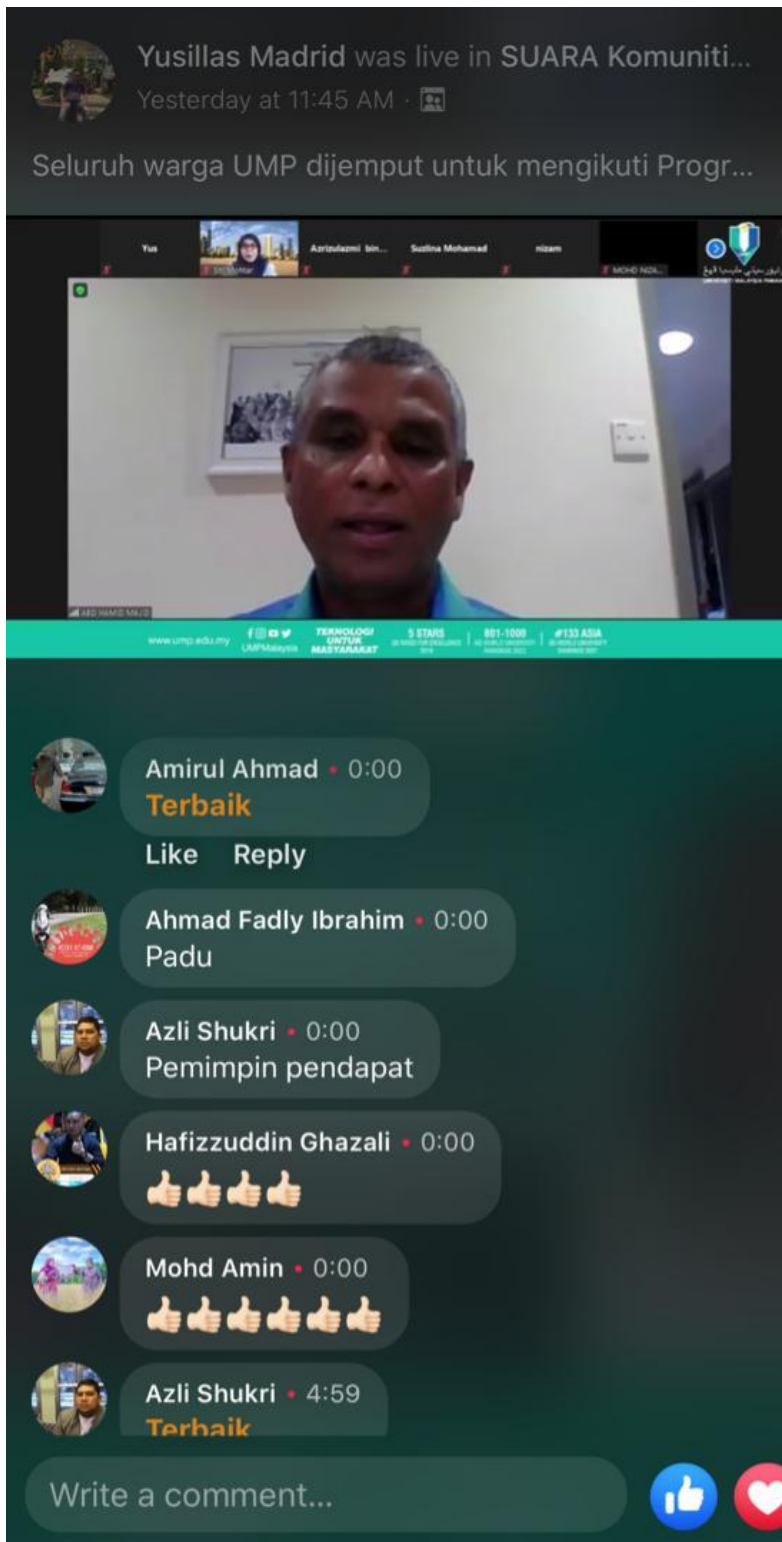 Yusillas Madrid was live in SUARA Komuniti...
Yesterday at 11:45 AM ·
Seluruh warga UMP dijemput untuk mengikuti Progr...
Yus
Azrizulazmi bin...
Suzlina Mohamad
nizam
MOHD NIZA...
ABD HAMID MAJID
www.ump.edu.my
UMPMalaysia
TEKNOLOGI
UNTUK
MASYARAKAT
5 STARS
801-1000
#133 ASIA
Amirul Ahmad • 0:00
Terbaik
Like Reply
Ahmad Fadly Ibrahim • 0:00
Padu
Azli Shukri • 0:00
Pemimpin pendapat
Hafizzuddin Ghazali • 0:00
👍🏻👍🏻👍🏻👍🏻
Mohd Amin • 0:00
👍🏻👍🏻👍🏻👍🏻👍🏻👍🏻
Azli Shukri • 4:59
Terbaik
Write a comment...